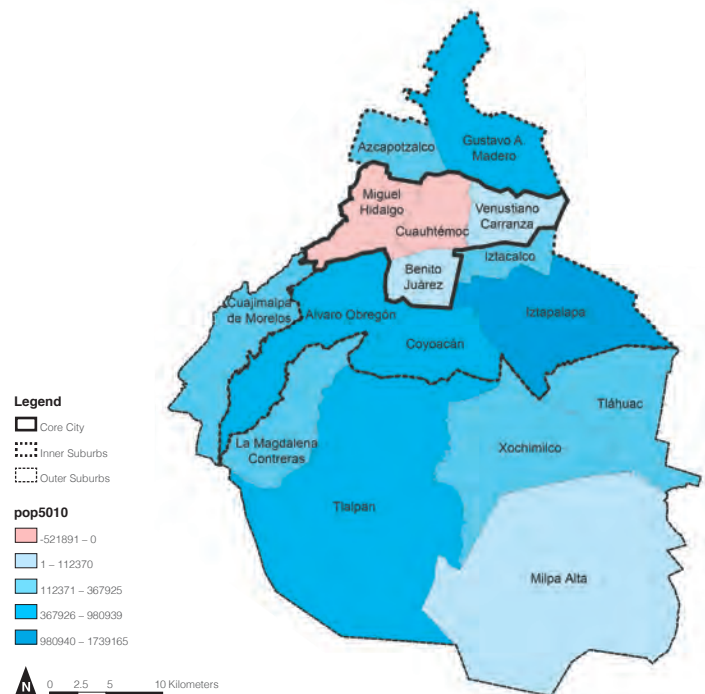 Azcapotzalco
Gustavo A.
Madero
Miguel
Hidalgo
Venustiano
Carranza
Cuauhtémoc
Iztacalco
Benito
Juárez
Cuajimalpa
de Morelos
Alvaro Obregón
Iztapalapa
Coyoacán
Tláhuac
La Magdalena
Contreras
Xochimilco
Tlalpan
Milpa Alta
Legend
Core City
Inner Suburbs
Outer Suburbs
pop5010
-521891 – 0
1 – 112370
112371 – 367925
367926 – 980939
980940 – 1739165
N
0 2.5 5 10 Kilometers